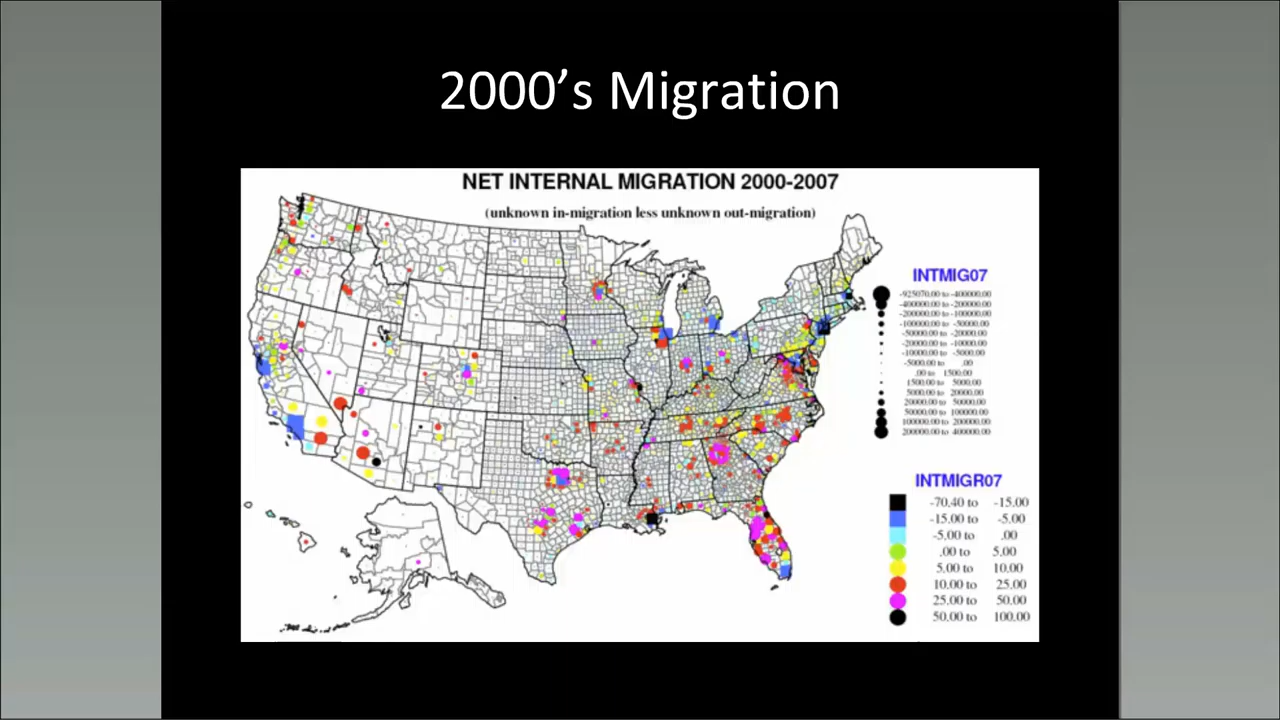 2000’s Migration
NET INTERNAL MIGRATION 2000-2007
(unknown in-migration less unknown out-migration)
INTMIG07
-925070.00 to -400000.00
-400000.00 to -200000.00
-200000.00 to -100000.00
-100000.00 to -50000.00
-50000.00 to -20000.00
-20000.00 to -10000.00
-10000.00 to -5000.00
-5000.00 to .00
.00 to 1500.00
1500.00 to 5000.00
5000.00 to 20000.00
20000.00 to 50000.00
50000.00 to 100000.00
100000.00 to 200000.00
200000.00 to 400000.00
INTMIGR07
-70.40 to -15.00
-15.00 to -5.00
-5.00 to .00
.00 to 5.00
5.00 to 10.00
10.00 to 25.00
25.00 to 50.00
50.00 to 100.00